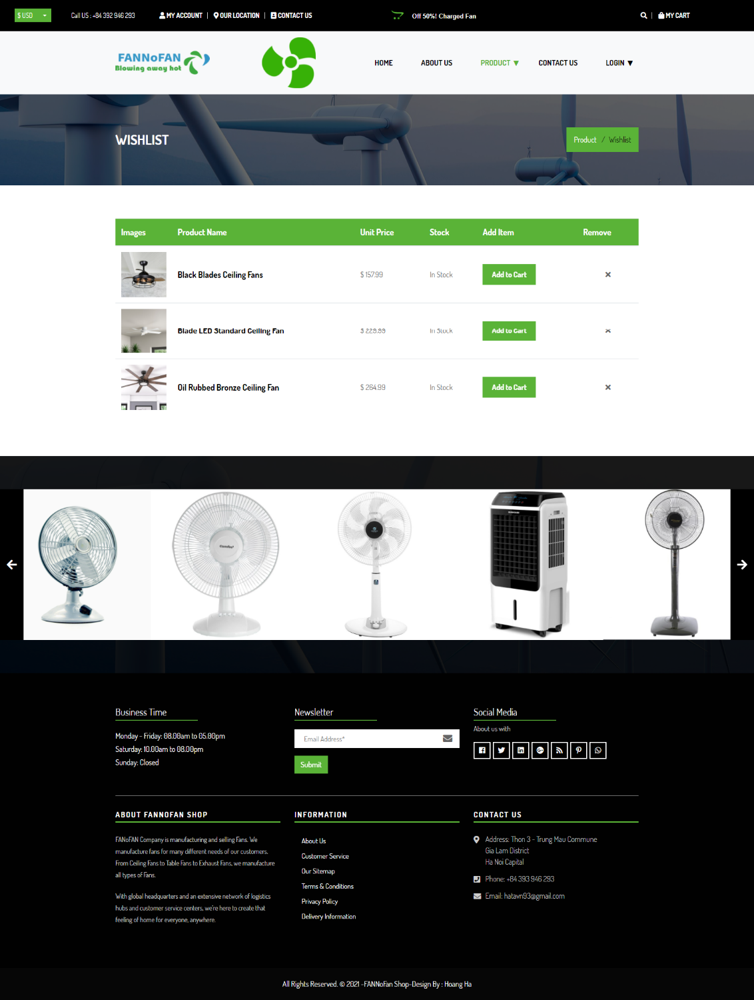 $ USD
Call US : +84 392 946 293
MY ACCOUNT | OUR LOCATION | CONTACT US
Off 50%! Charged Fan
MY CART
FANNoFAN
Blowing away hot
HOME
ABOUT US
PRODUCT ▼
CONTACT US
LOGIN ▼
WISHLIST
Product / Wishlist
Images Product Name Unit Price Stock Add Item Remove
Black Blades Ceiling Fans $ 157.99 In Stock Add to Cart ×
Blade LED Standard Ceiling Fan $ 229.99 In Stock Add to Cart ×
Oil Rubbed Bronze Ceiling Fan $ 264.99 In Stock Add to Cart ×
Comfort
Business Time
Monday - Friday: 08.00am to 05.00pm
Saturday: 10.00am to 08.00pm
Sunday: Closed
Newsletter
Email Address*
Submit
Social Media
About us with
ABOUT FANNOFAN SHOP
FANoFAN Company is manufacturing and selling Fans. We
manufacture fans for many different needs of our customers.
From Ceiling Fans to Table Fans to Exhaust Fans, we manufacture
all types of Fans.
With global headquarters and an extensive network of logistics
hubs and customer service centers, we're here to create that
feeling of home for everyone, anywhere.
INFORMATION
About Us
Customer Service
Our Sitemap
Terms & Conditions
Privacy Policy
Delivery Information
CONTACT US
Address: Thon 3 - Trung Mau Commune
Gia Lam District
Ha Noi Capital
Phone: +84 393 946 293
Email: hatavn93@gmail.com
All Rights Reserved. © 2021 -FANNoFan Shop-Design By : Hoang Ha